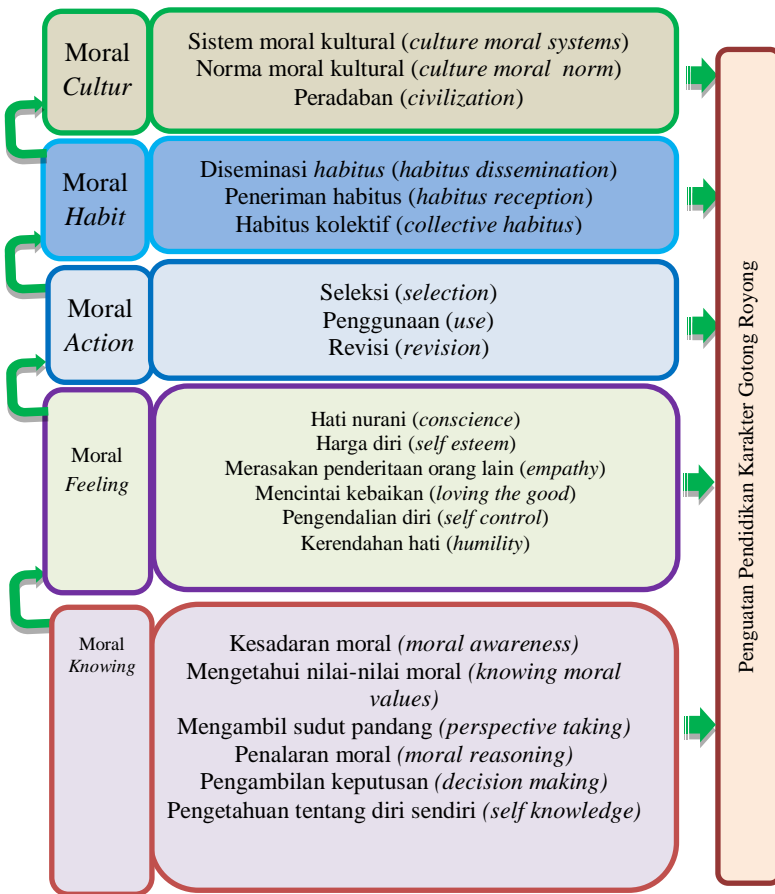 Moral
Cultur
Sistem moral kultural (culture moral systems)
Norma moral kultural (culture moral norm)
Peradaban (civilization)
Moral
Habit
Diseminasi habitus (habitus dissemination)
Peneriman habitus (habitus reception)
Habitus kolektif (collective habitus)
Moral
Action
Seleksi (selection)
Penggunaan (use)
Revisi (revision)
Moral
Feeling
Hati nurani (conscience)
Harga diri (self esteem)
Merasakan penderitaan orang lain (empathy)
Mencintai kebaikan (loving the good)
Pengendalian diri (self control)
Kerendahan hati (humility)
Moral
Knowing
Kesadaran moral (moral awareness)
Mengetahui nilai-nilai moral (knowing moral
values)
Mengambil sudut pandang (perspective taking)
Penalaran moral (moral reasoning)
Pengambilan keputusan (decision making)
Pengetahuan tentang diri sendiri (self knowledge)
Penguatan Pendidikan Karakter Gotong Royong